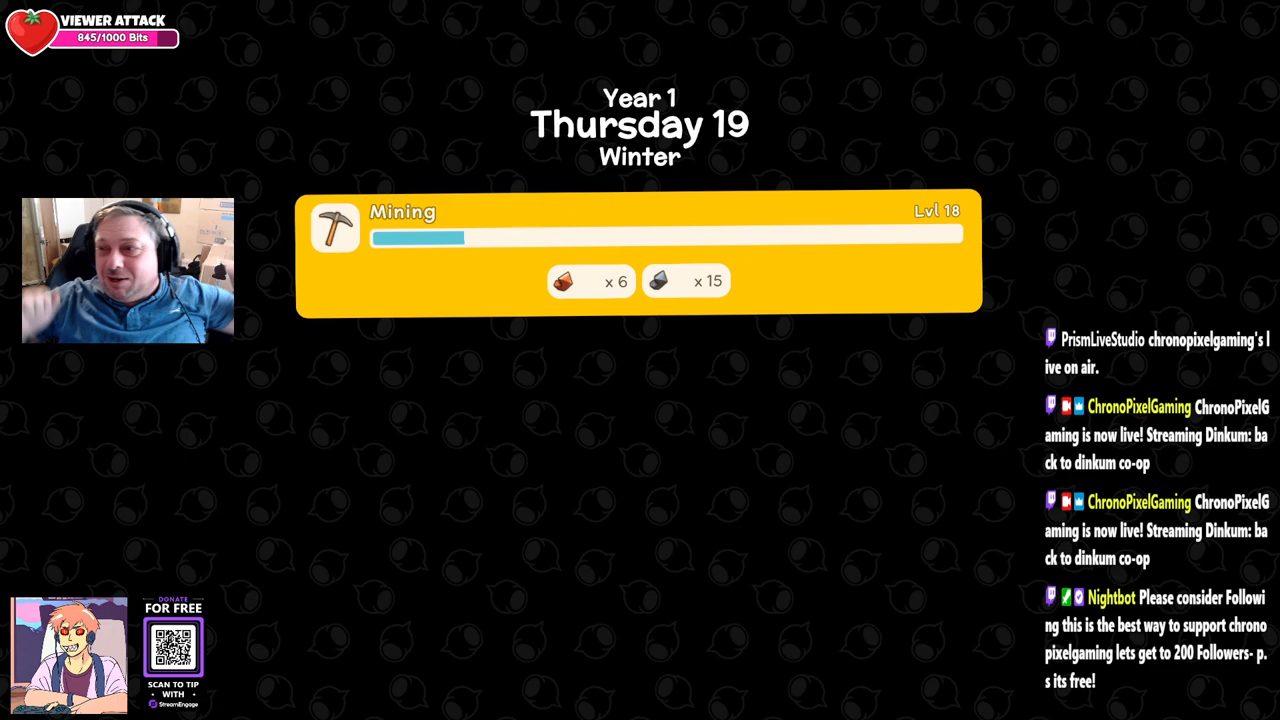 VIEWER ATTACK
845/1000 Bits
Year 1
Thursday 19
Winter
Mining
Lvl 18
x 6
x 15
PrismLiveStudio chronopixelgaming's l
ive on air.
ChronoPixelGaming ChronoPixelG
aming is now live! Streaming Dinkum: ba
ck to dinkum co-op
ChronoPixelGaming ChronoPixelG
aming is now live! Streaming Dinkum: ba
ck to dinkum co-op
Nightbot Please consider Followi
ng this is the best way to support chrono
pixelgaming lets get to 200 Followers- p.
s its free!
DONATE
FOR FREE
SCAN TO TIP
· WITH ·
StreamEngage